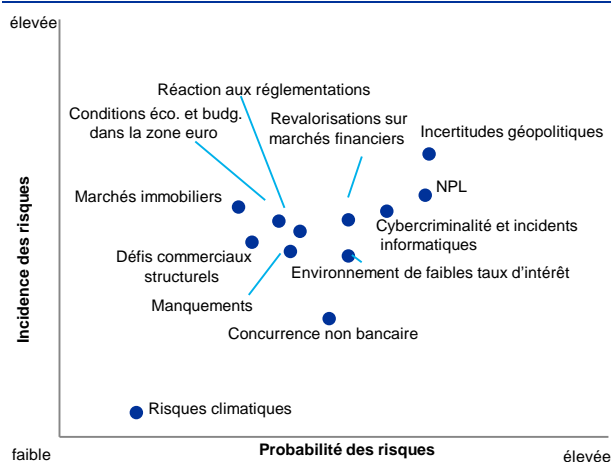 élevée
Réaction aux réglementations
Conditions éco. et budg.
dans la zone euro
Revalorisations sur
marchés financiers
Incertitudes géopolitiques
NPL
Marchés immobiliers
Cybercriminalité et incidents
informatiques
Défis commerciaux
structurels
Environnement de faibles taux d'intérêt
Manquements
Concurrence non bancaire
Risques climatiques
Incidence des risques
faible
Probabilité des risques
élevée